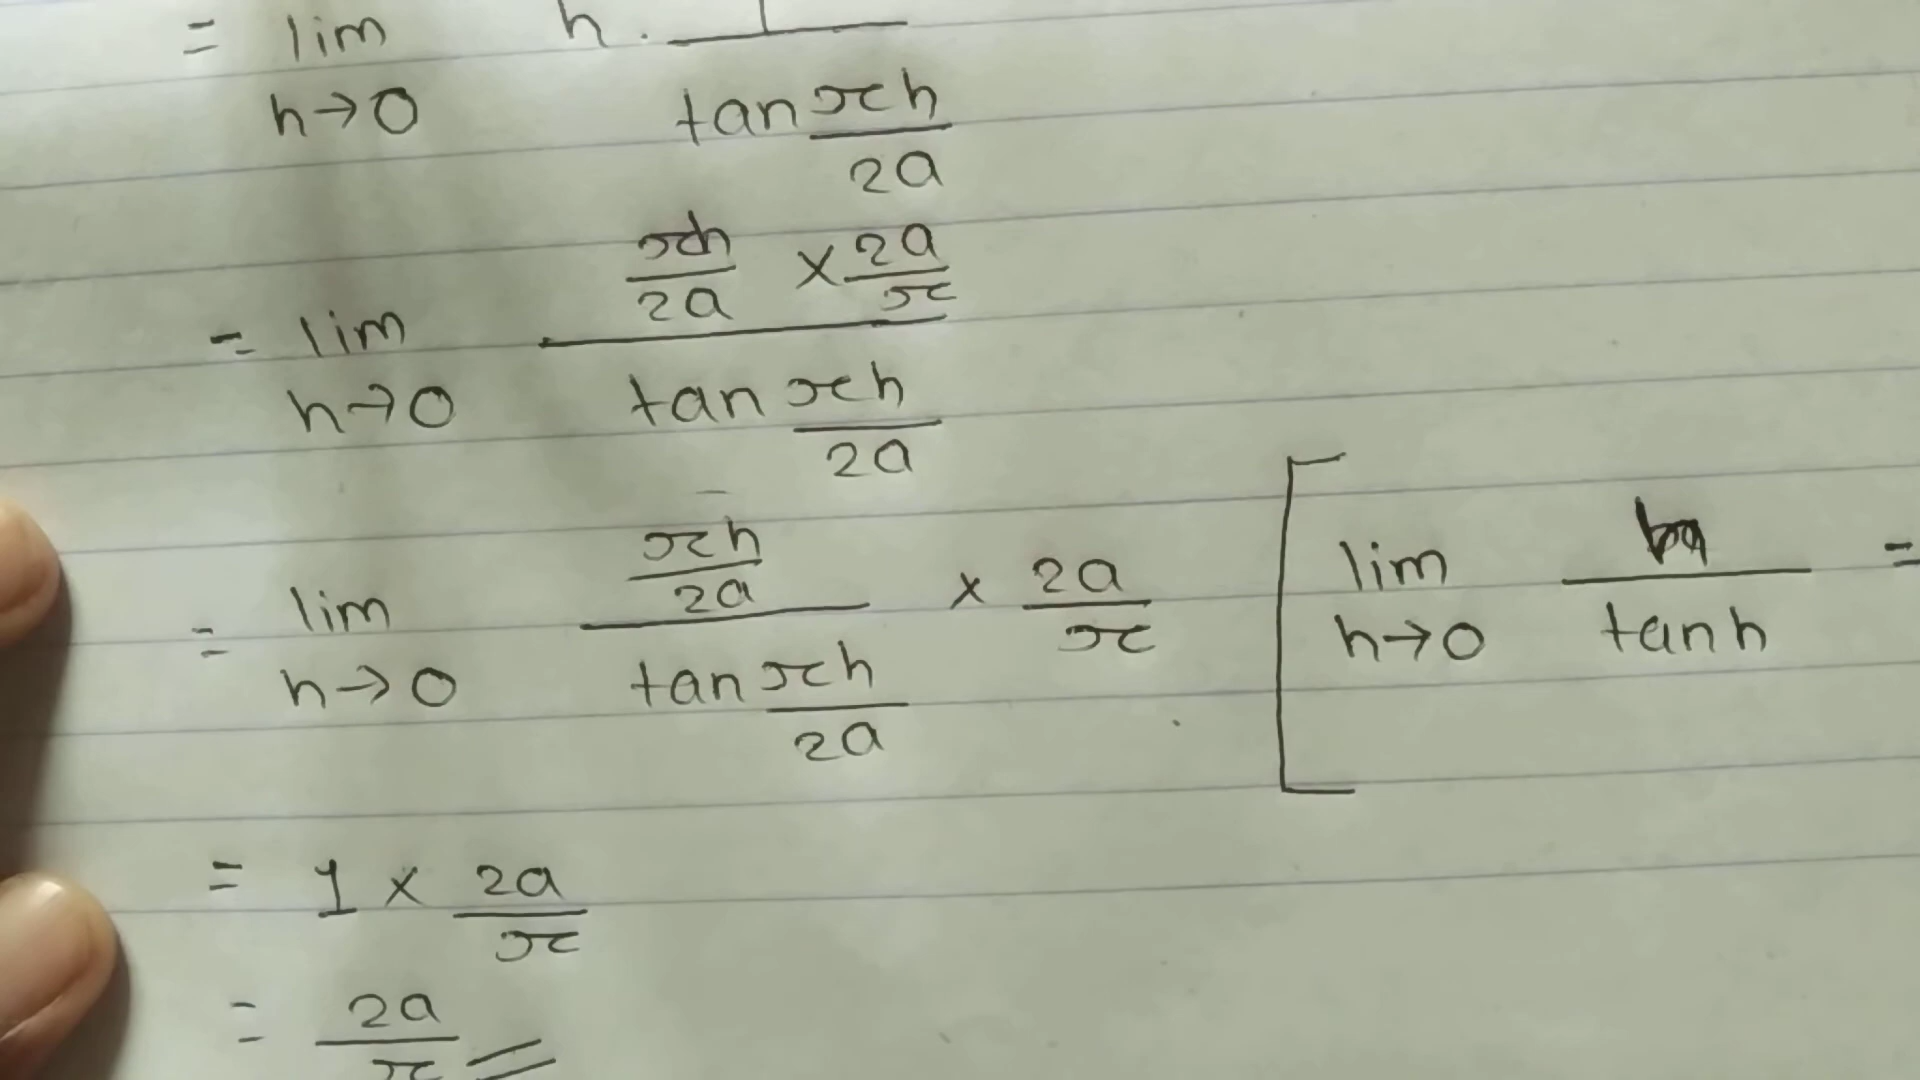 = lim h→0 h · 1 / tan πh/2a
= lim h→0 (πh/2a × 2a/π) / tan πh/2a
= lim h→0 (πh/2a) / (tan πh/2a) × 2a/π [ lim h→0 h / tan h =
= 1 × 2a/π
= 2a/π